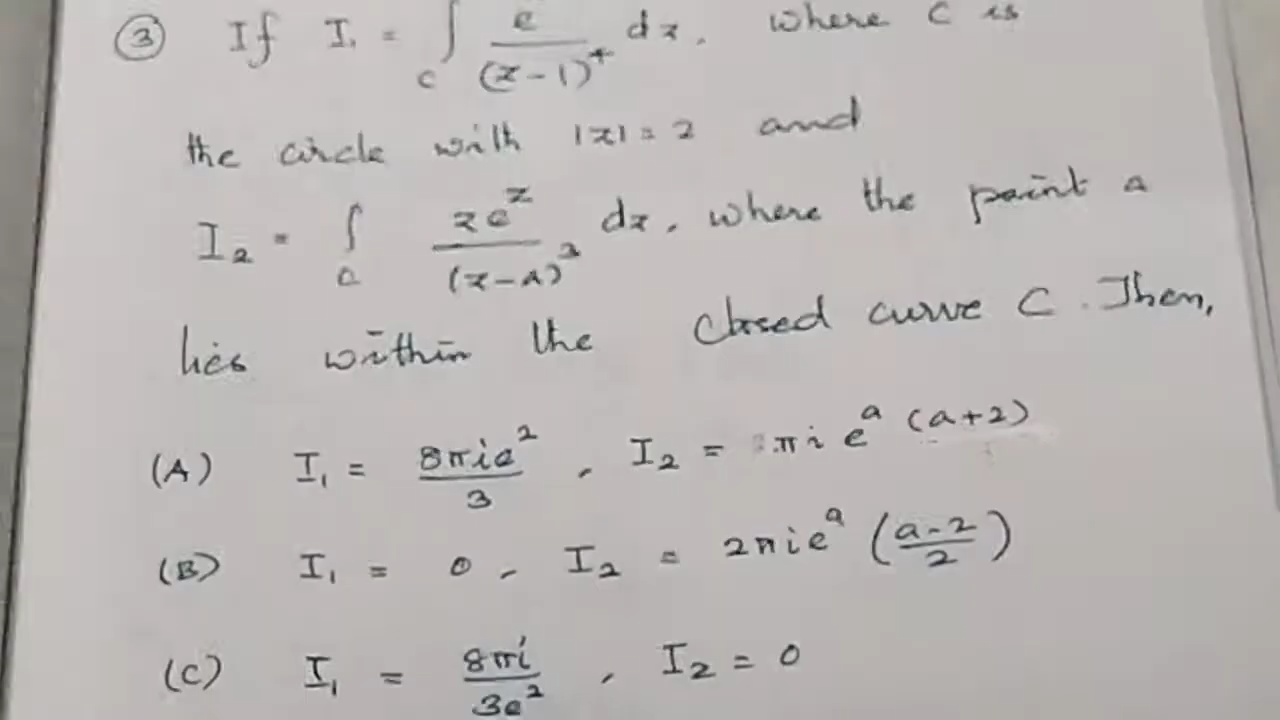 ③ If I₁ = ∫_C e/(z-1)⁴ dz, where C is
the circle with |z| = 2 and
I₂ = ∫_C ze^z/(z-a)³ dz, where the point a
lies within the closed curve C. Then,
(A) I₁ = 8πie²/3, I₂ = πi e^a (a+2)
(B) I₁ = 0, I₂ = 2πie^a ((a-2)/2)
(C) I₁ = 8πi/3e², I₂ = 0